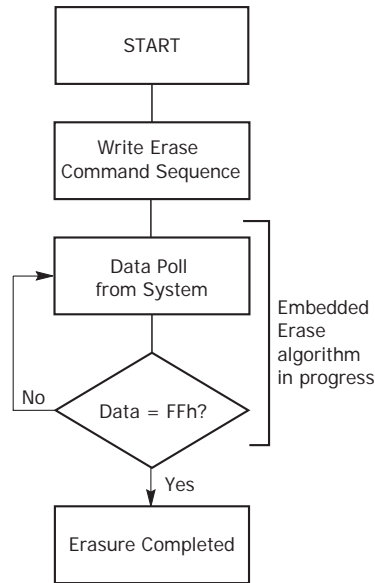 START
Write Erase
Command Sequence
Data Poll
from System
Embedded
Erase
algorithm
in progress
No
Data = FFh?
Yes
Erasure Completed